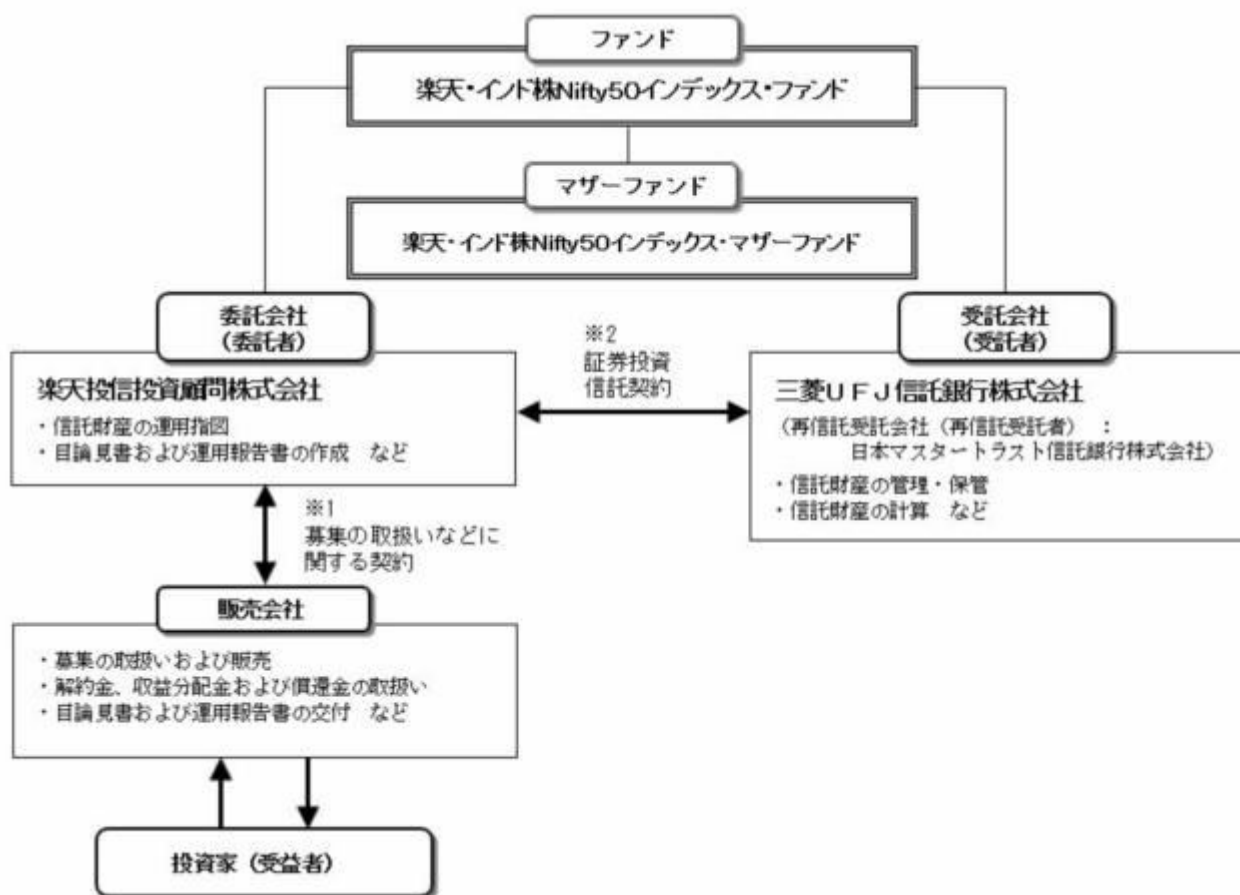 ファンド
楽天・インド株Nifty50インデックス・ファンド
マザーファンド
楽天・インド株Nifty50インデックス・マザーファンド
委託会社
(委託者)
楽天投信投資顧問株式会社
・信託財産の運用指図
・目論見書および運用報告書の作成 など
※2
証券投資
信託契約
受託会社
(受託者)
三菱UFJ信託銀行株式会社
(再信託受託会社(再信託受託者) :
日本マスタートラスト信託銀行株式会社)
・信託財産の管理・保管
・信託財産の計算 など
※1
募集の取扱いなどに
関する契約
販売会社
・募集の取扱いおよび販売
・解約金、収益分配金および償還金の取扱い
・目論見書および運用報告書の交付 など
投資家(受益者)